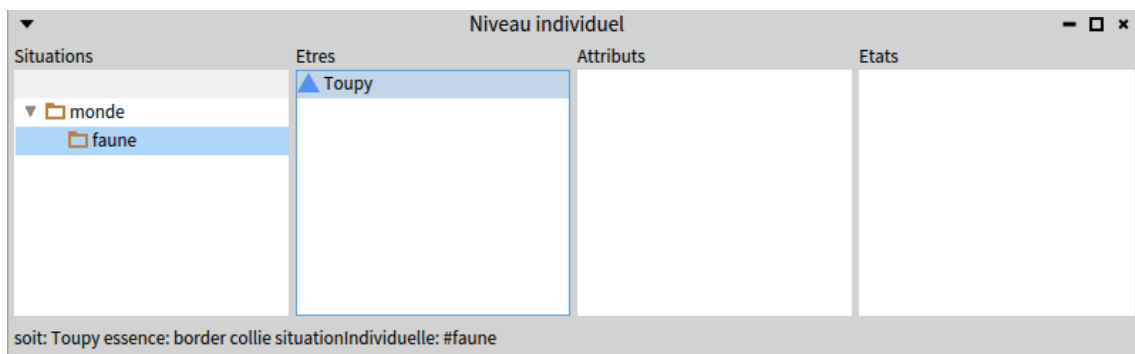 Niveau individuel
Situations
Etres
Attributs
Etats
Toupy
monde
faune
soit: Toupy essence: border collie situationIndividuelle: #faune